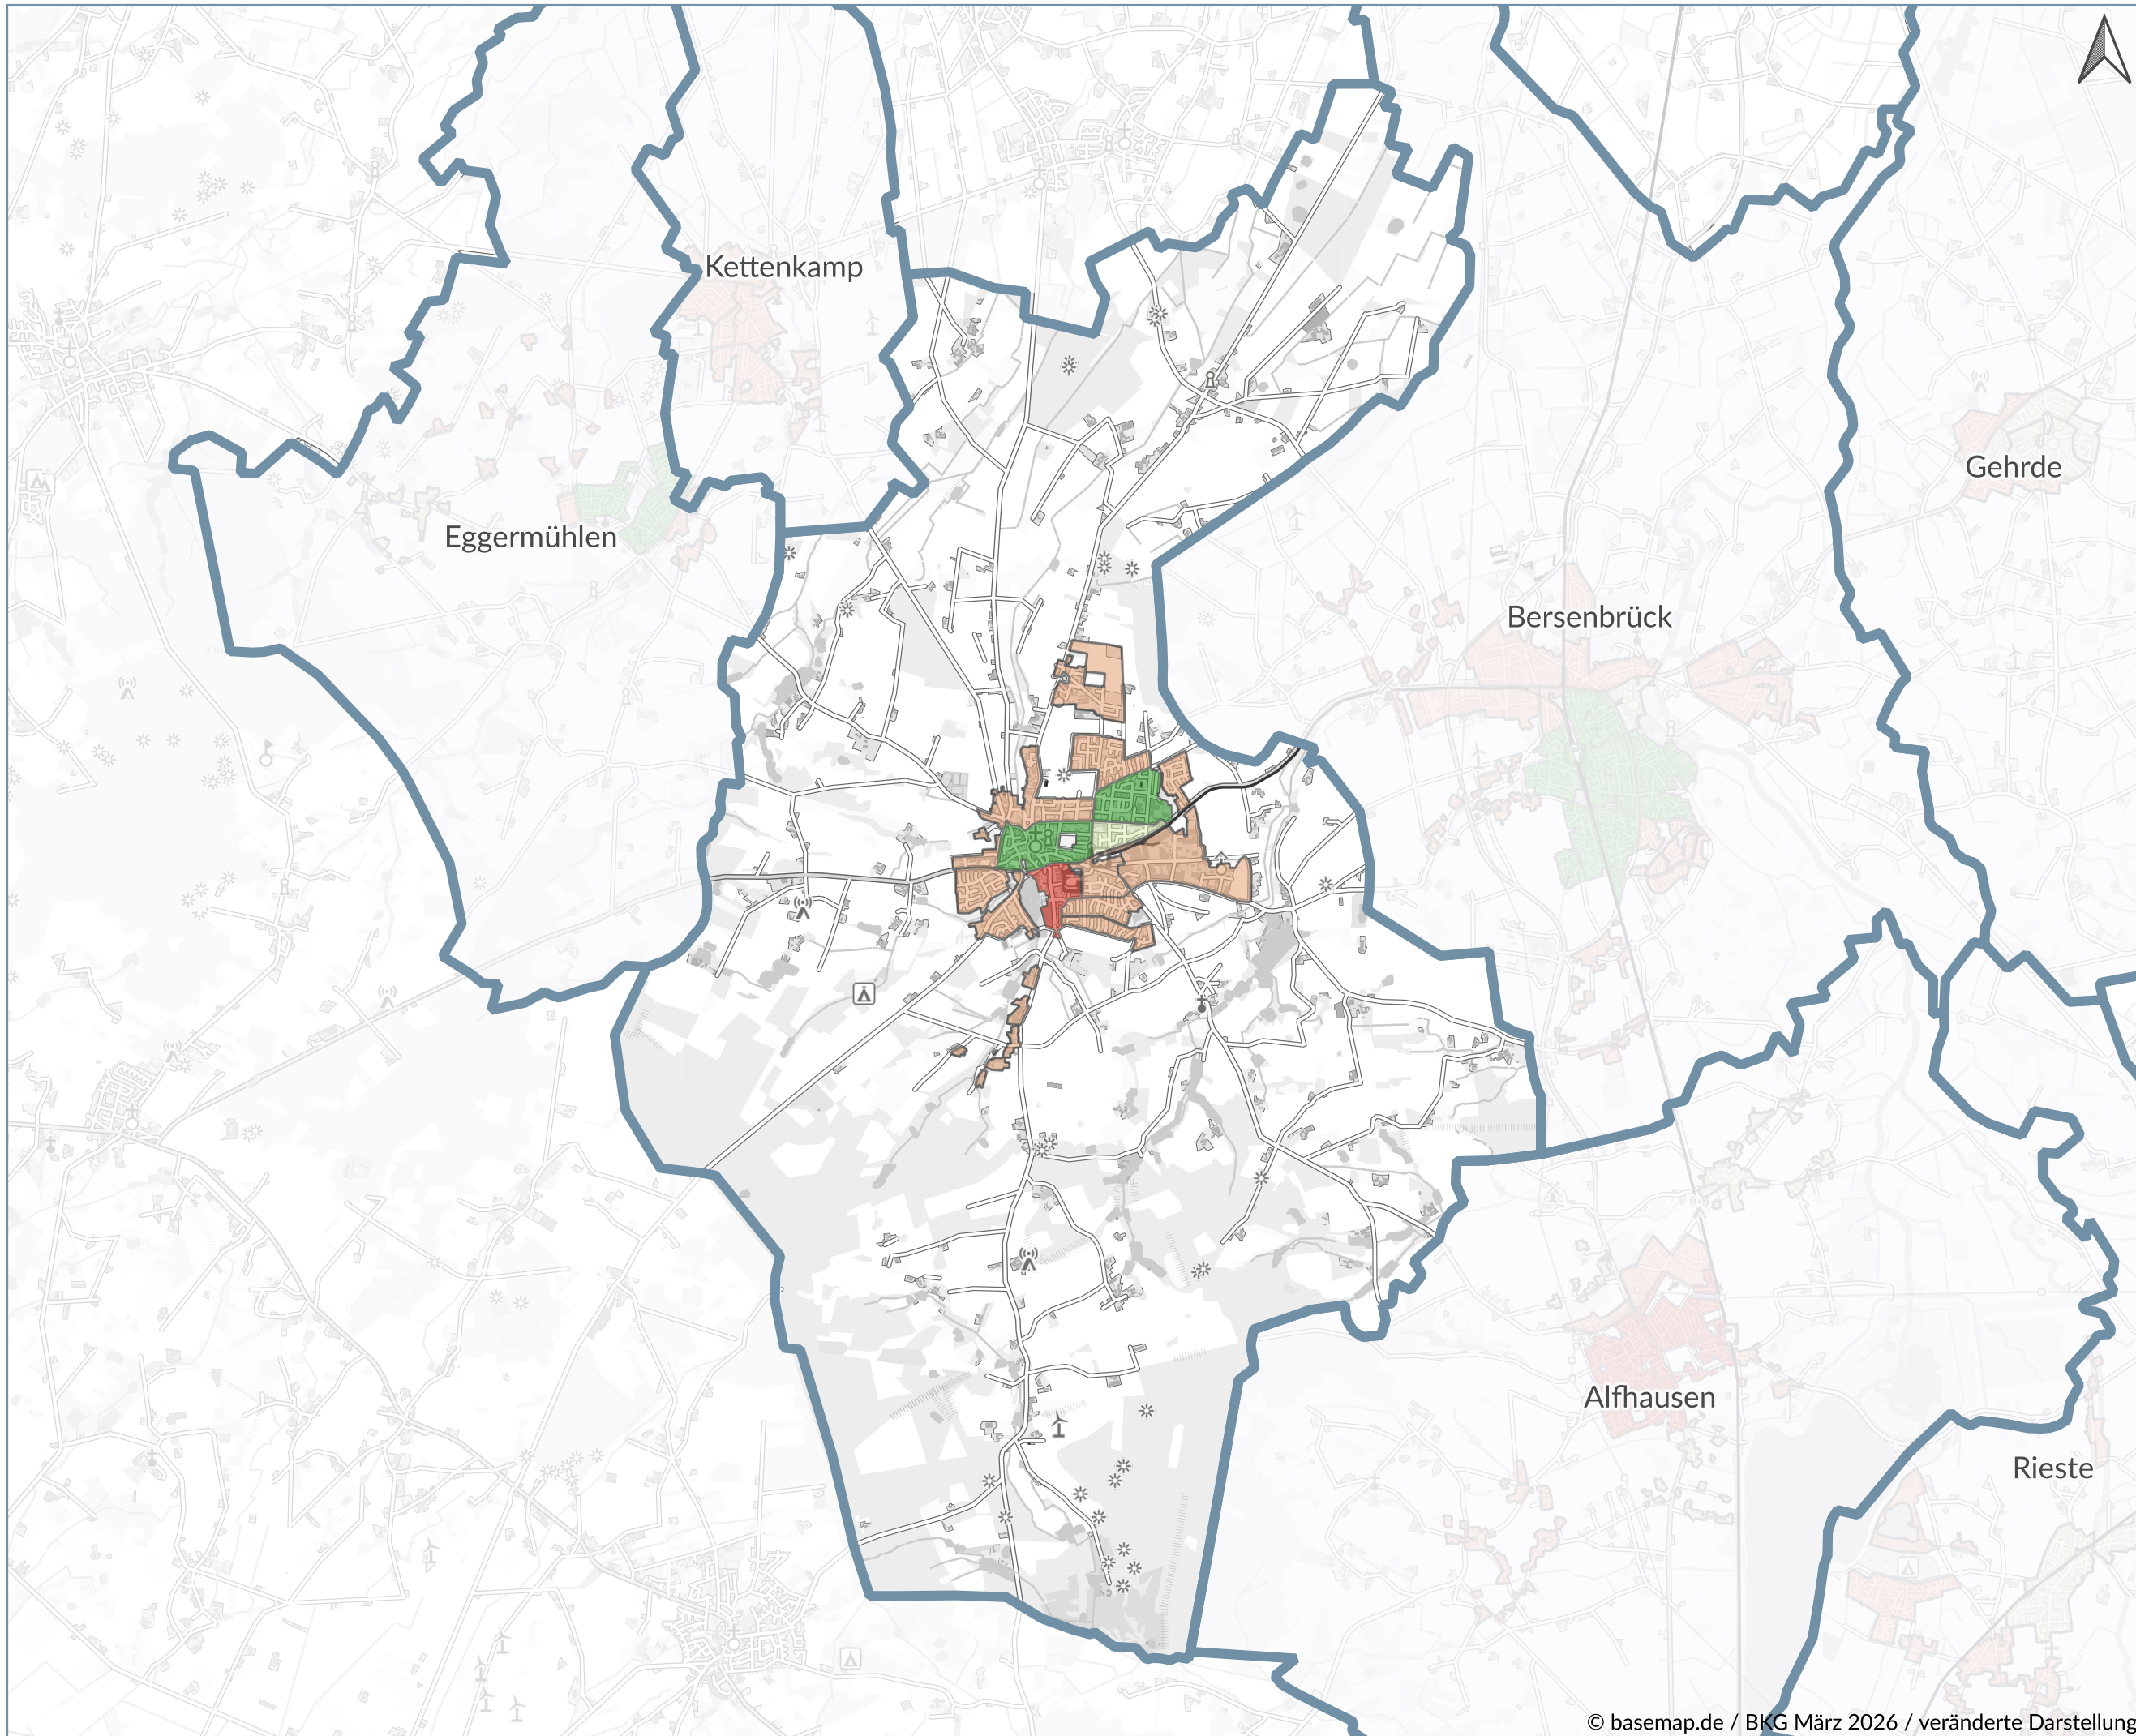 Kettenkamp
Gehrde
Eggermühlen
Bersenbrück
Alfhausen
Rieste
© basemap.de / BKG März 2026 / veränderte Darstellung